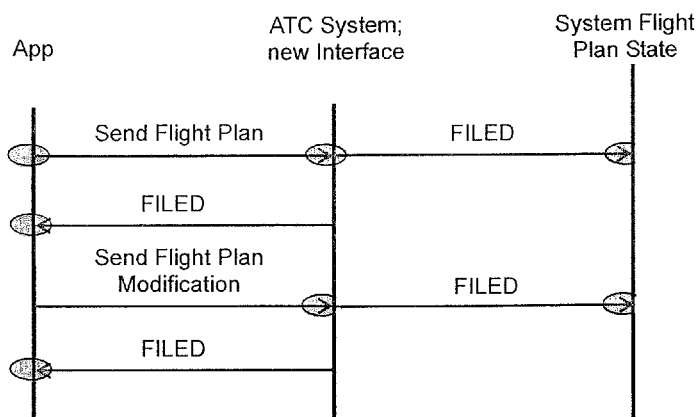 App
ATC System;
new Interface
System Flight
Plan State
Send Flight Plan
FILED
FILED
Send Flight Plan
Modification
FILED
FILED